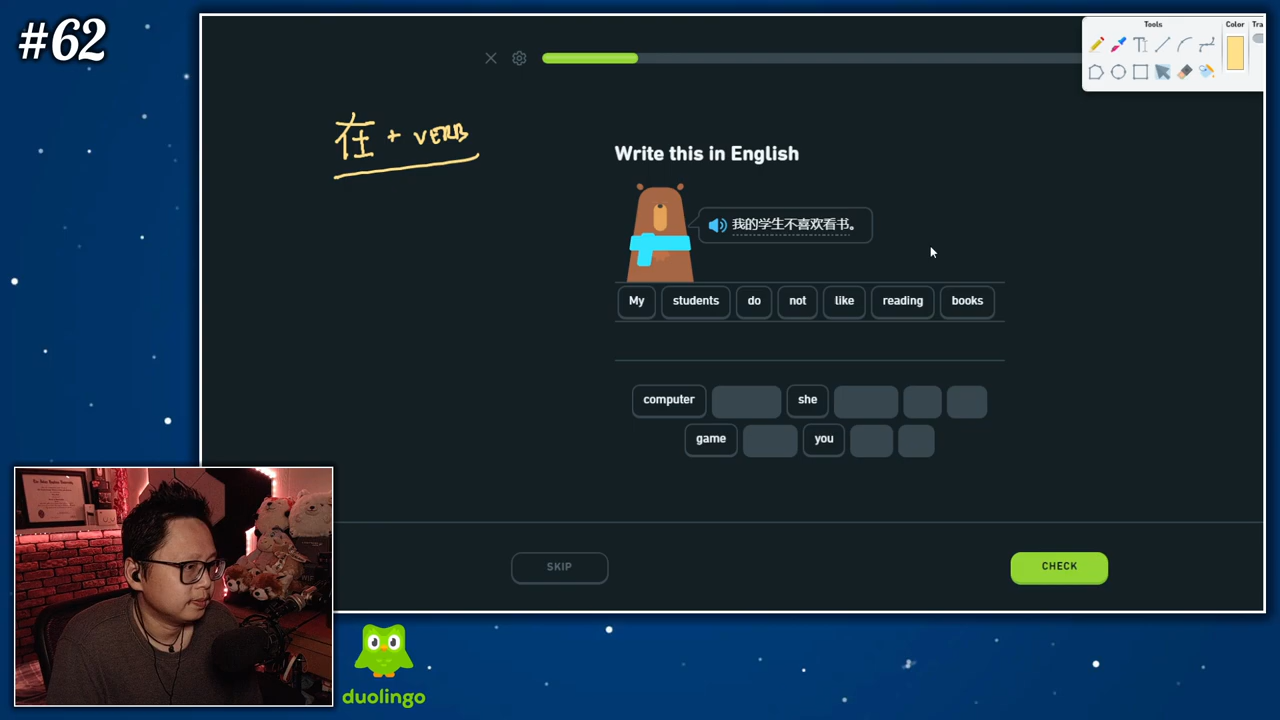 #62
Tools
Color
Tra
在 + VERB
Write this in English
我的学生不喜欢看书。
My students do not like reading books
computer she
game you
SKIP
CHECK
duolingo